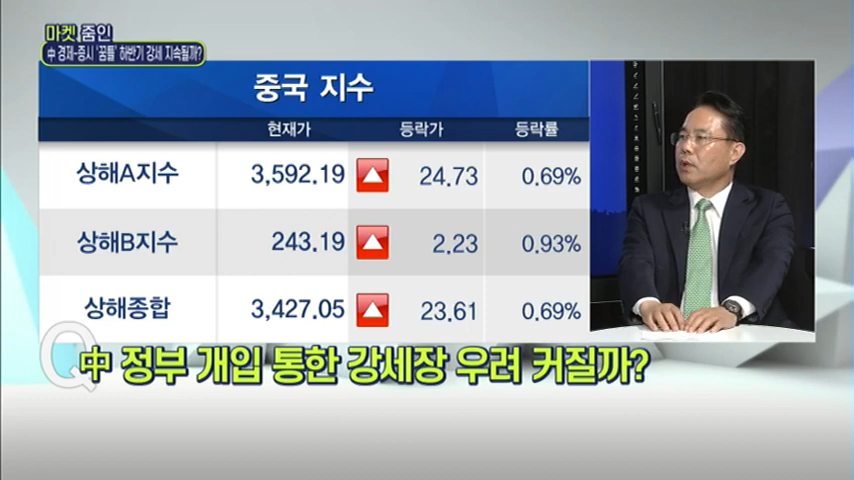 마켓 줌인
中 경제·증시 '꿈틀' 하반기 강세 지속될까?
중국 지수
현재가 등락가 등락률
상해A지수 3,592.19 24.73 0.69%
상해B지수 243.19 2.23 0.93%
상해종합 3,427.05 23.61 0.69%
Q 中 정부 개입 통한 강세장 우려 커질까?